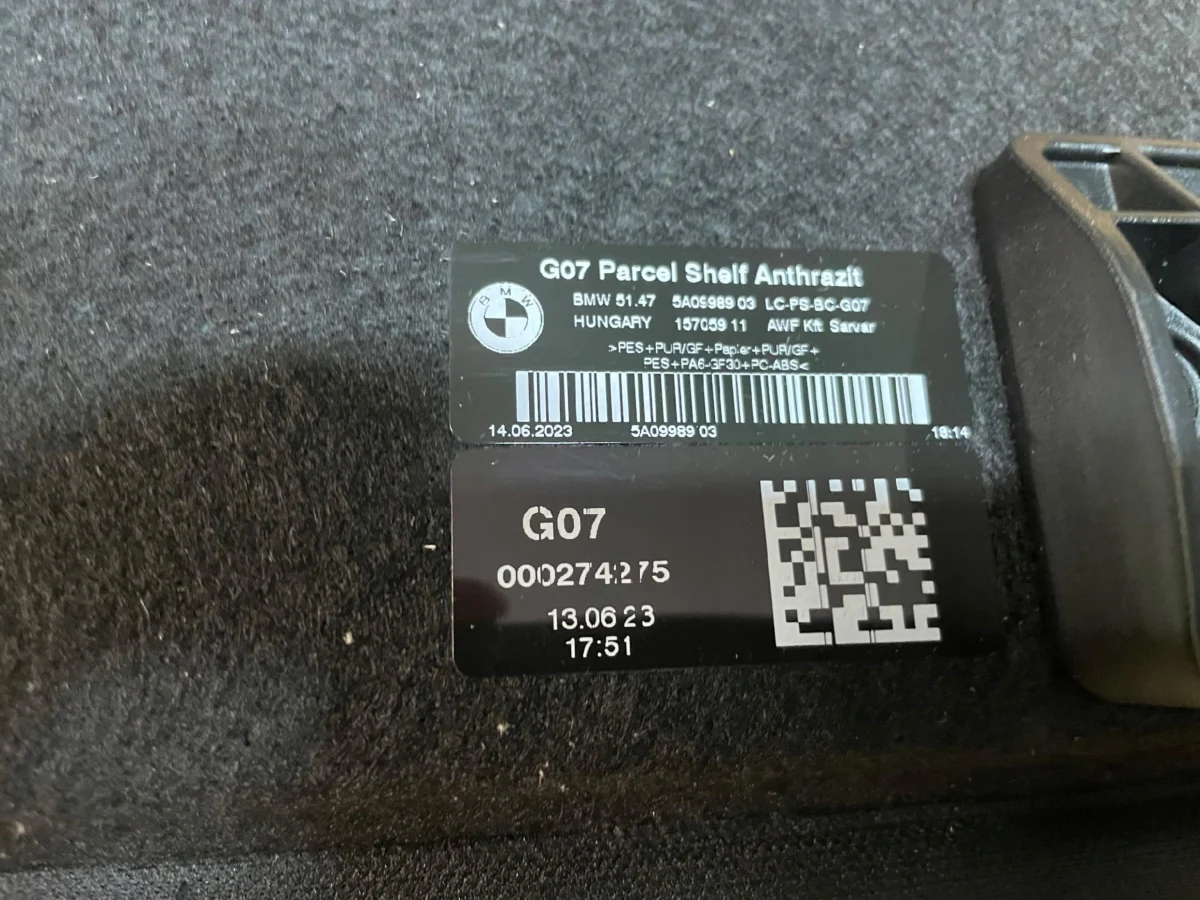 G07 Parcel Shelf Anthrazit
BMW
BMW 51.47 5A09989 03 LC-PS-BC-G07
HUNGARY 157059 11 AWF Kft Sarvar
>PES+PUR/GF+Papier+PUR/GF+
PES+PA6-GF30+PC-ABS<
14.06.2023 5A09989 03 18:14
G07
000274275
13.06 23
17:51